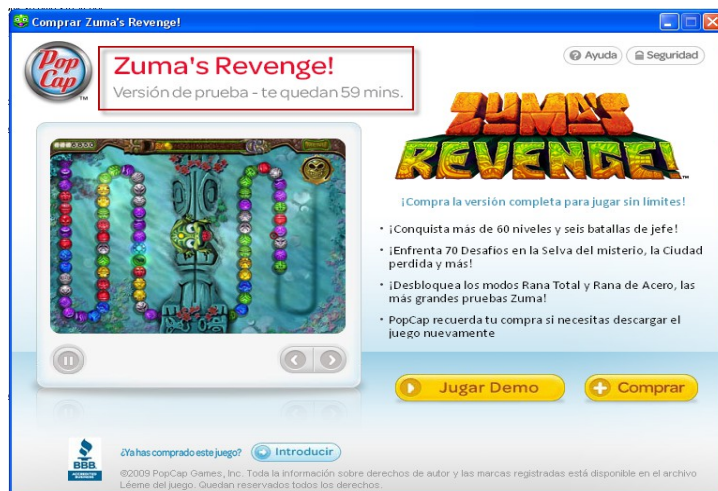 Comprar Zuma's Revenge!
Pop
Cap
TM
Zuma's Revenge!
Versión de prueba - te quedan 59 mins.
Ayuda
Seguridad
ZUMA'S
REVENGE!
¡Compra la versión completa para jugar sin límites!
· ¡Conquista más de 60 niveles y seis batallas de jefe!
· ¡Enfrenta 70 Desafíos en la Selva del misterio, la Ciudad
perdida y más!
· ¡Desbloquea los modos Rana Total y Rana de Acero, las
más grandes pruebas Zuma!
· PopCap recuerda tu compra si necesitas descargar el
juego nuevamente
Jugar Demo
Comprar
BBB
ACCREDITED
BUSINESS
¿Ya has comprado este juego?
Introducir
©2009 PopCap Games, Inc. Toda la información sobre derechos de autor y las marcas registradas está disponible en el archivo
Léeme del juego. Quedan reservados todos los derechos.